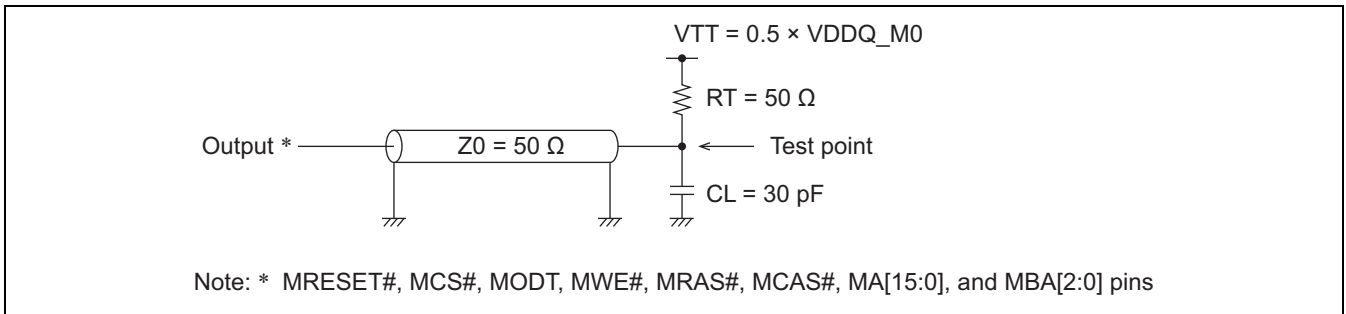 VTT = 0.5 × VDDQ_M0
RT = 50 Ω
Output *
Z0 = 50 Ω
Test point
CL = 30 pF
Note: * MRESET#, MCS#, MODT, MWE#, MRAS#, MCAS#, MA[15:0], and MBA[2:0] pins